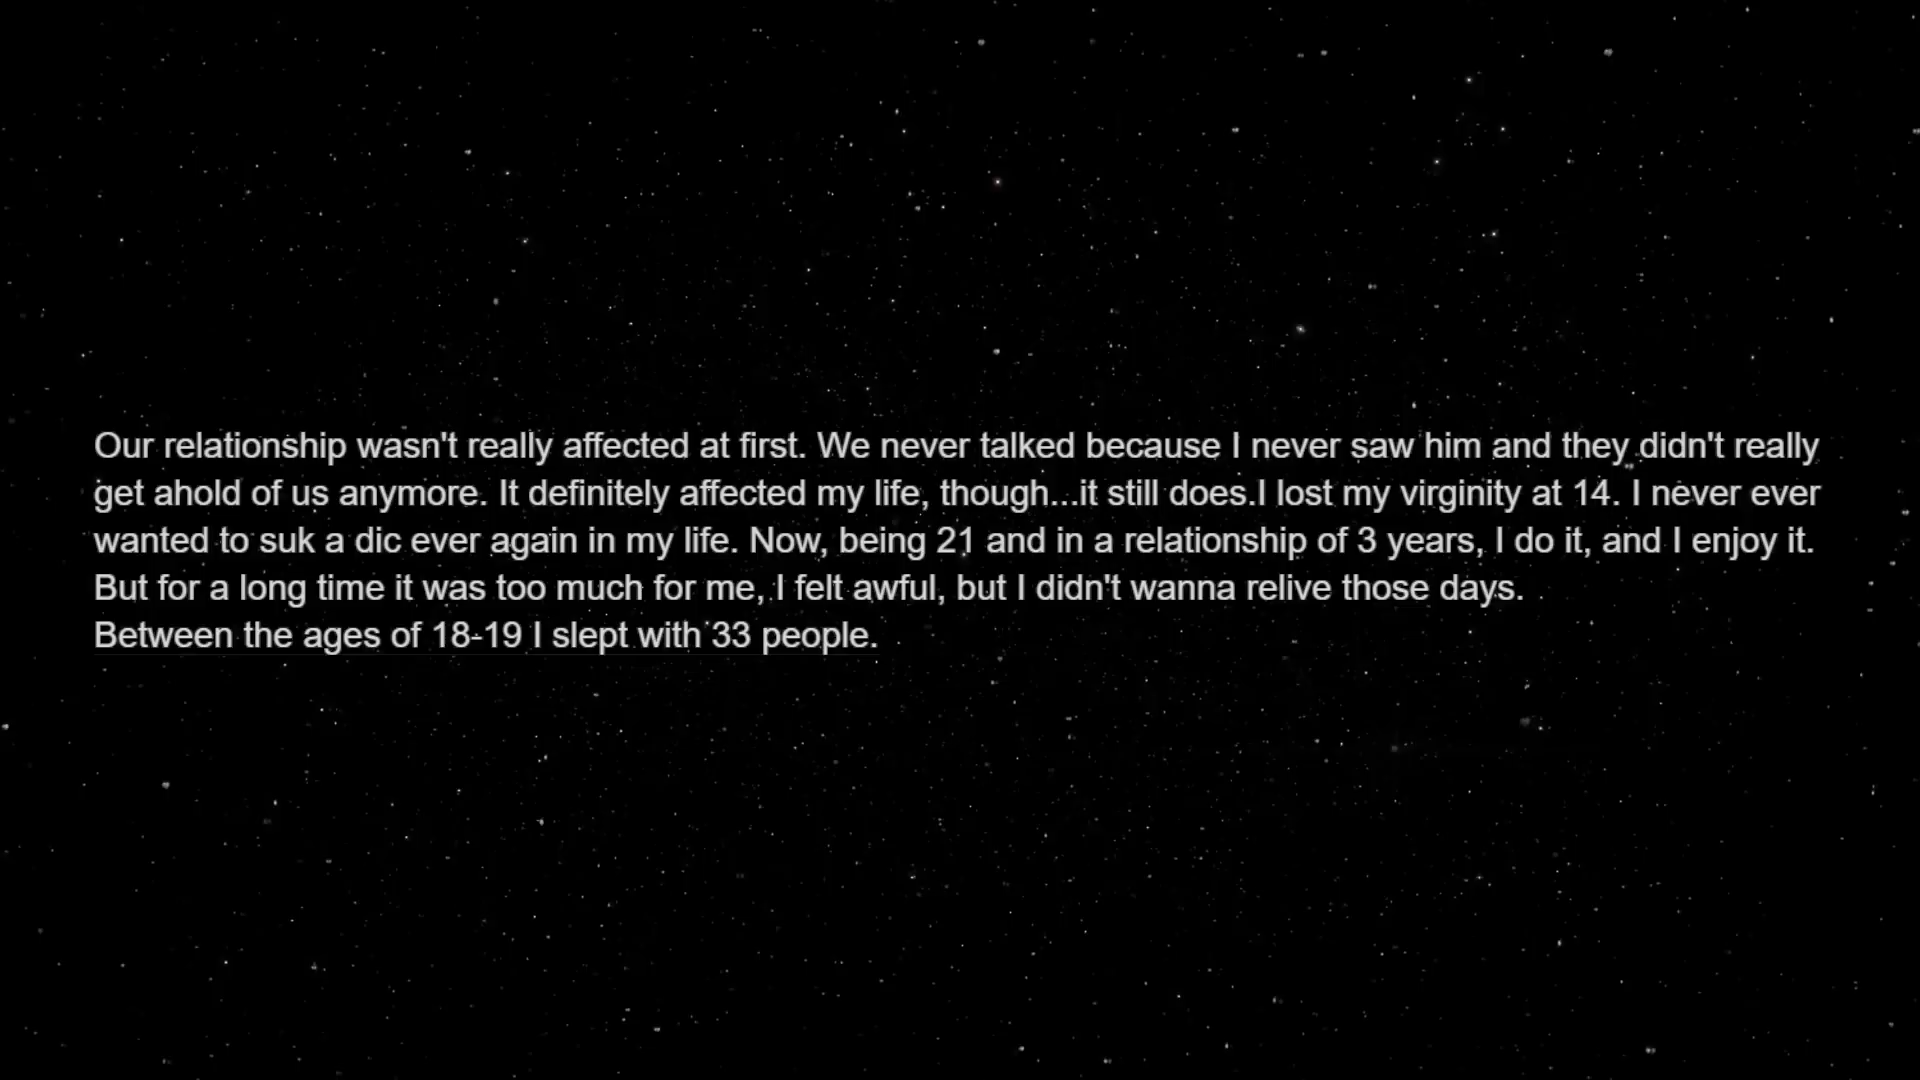 Our relationship wasn't really affected at first. We never talked because I never saw him and they didn't really
get ahold of us anymore. It definitely affected my life, though...it still does.I lost my virginity at 14. I never ever
wanted to suk a dic ever again in my life. Now, being 21 and in a relationship of 3 years, I do it, and I enjoy it.
But for a long time it was too much for me, I felt awful, but I didn't wanna relive those days.
Between the ages of 18-19 I slept with 33 people.